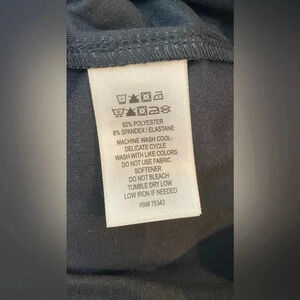 92% POLYESTER
8% SPANDEX / ELASTANE
MACHINE WASH COOL-
DELICATE CYCLE
WASH WITH LIKE COLORS
DO NOT USE FABRIC
SOFTENER
DO NOT BLEACH
TUMBLE DRY LOW
LOW IRON IF NEEDED
RN# 75343